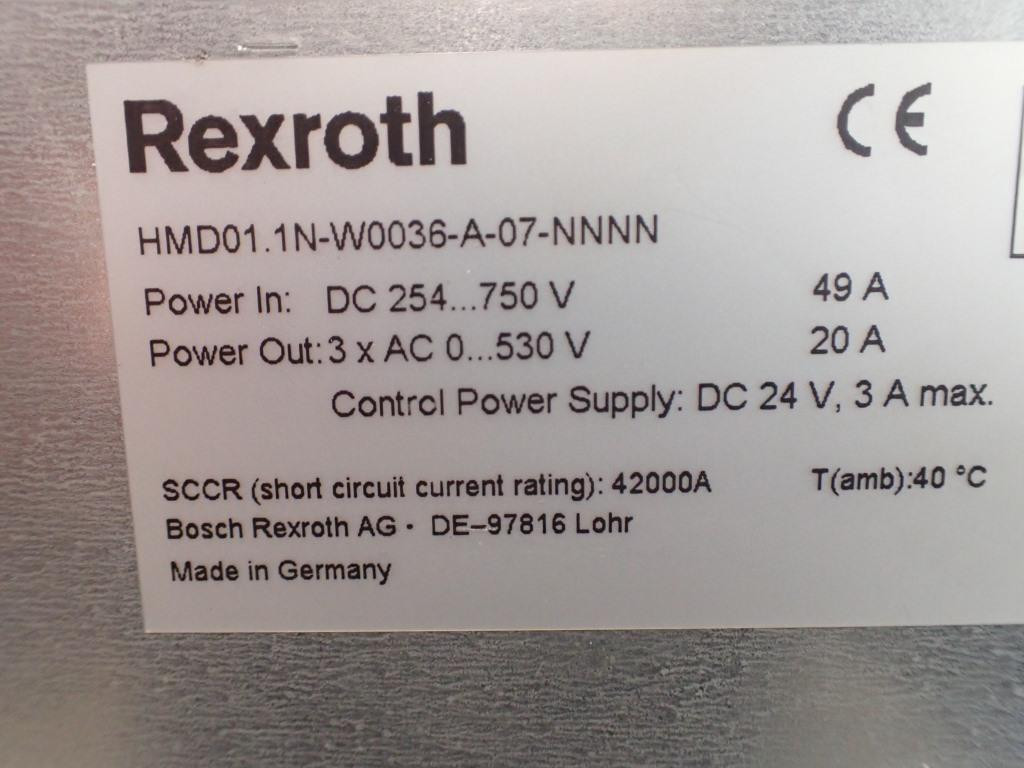 Rexroth CE
HMD01.1N-W0036-A-07-NNNN
Power In: DC 254...750 V 49 A
Power Out: 3 x AC 0...530 V 20 A
Control Power Supply: DC 24 V, 3 A max.
SCCR (short circuit current rating): 42000A T(amb):40 °C
Bosch Rexroth AG · DE–97816 Lohr
Made in Germany